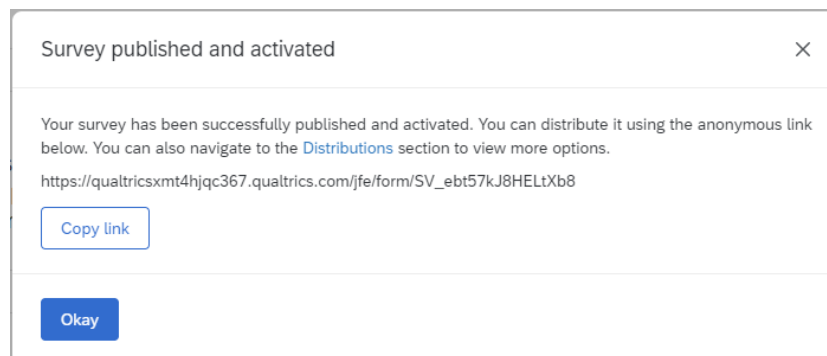 Survey published and activated
Your survey has been successfully published and activated. You can distribute it using the anonymous link
below. You can also navigate to the Distributions section to view more options.
https://qualtricsxmt4hjqc367.qualtrics.com/jfe/form/SV_ebt57kJ8HELtXb8
Copy link
Okay